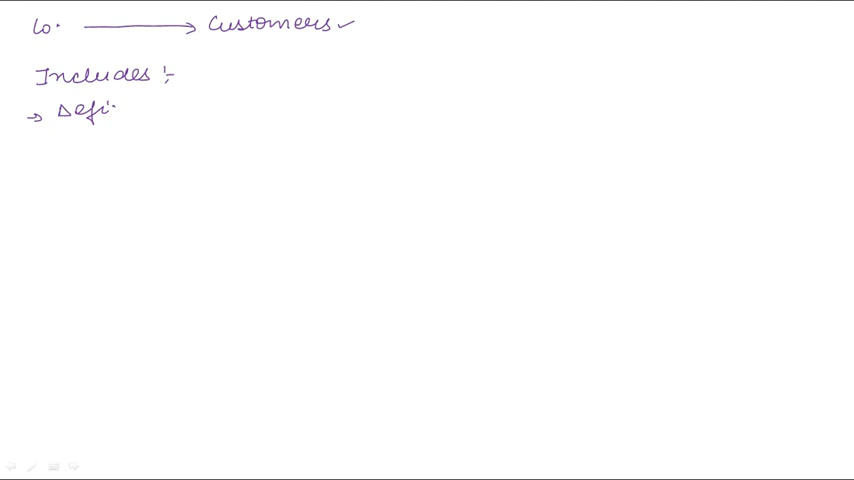 Co. → Customers ✓
Includes :-
→ Defi